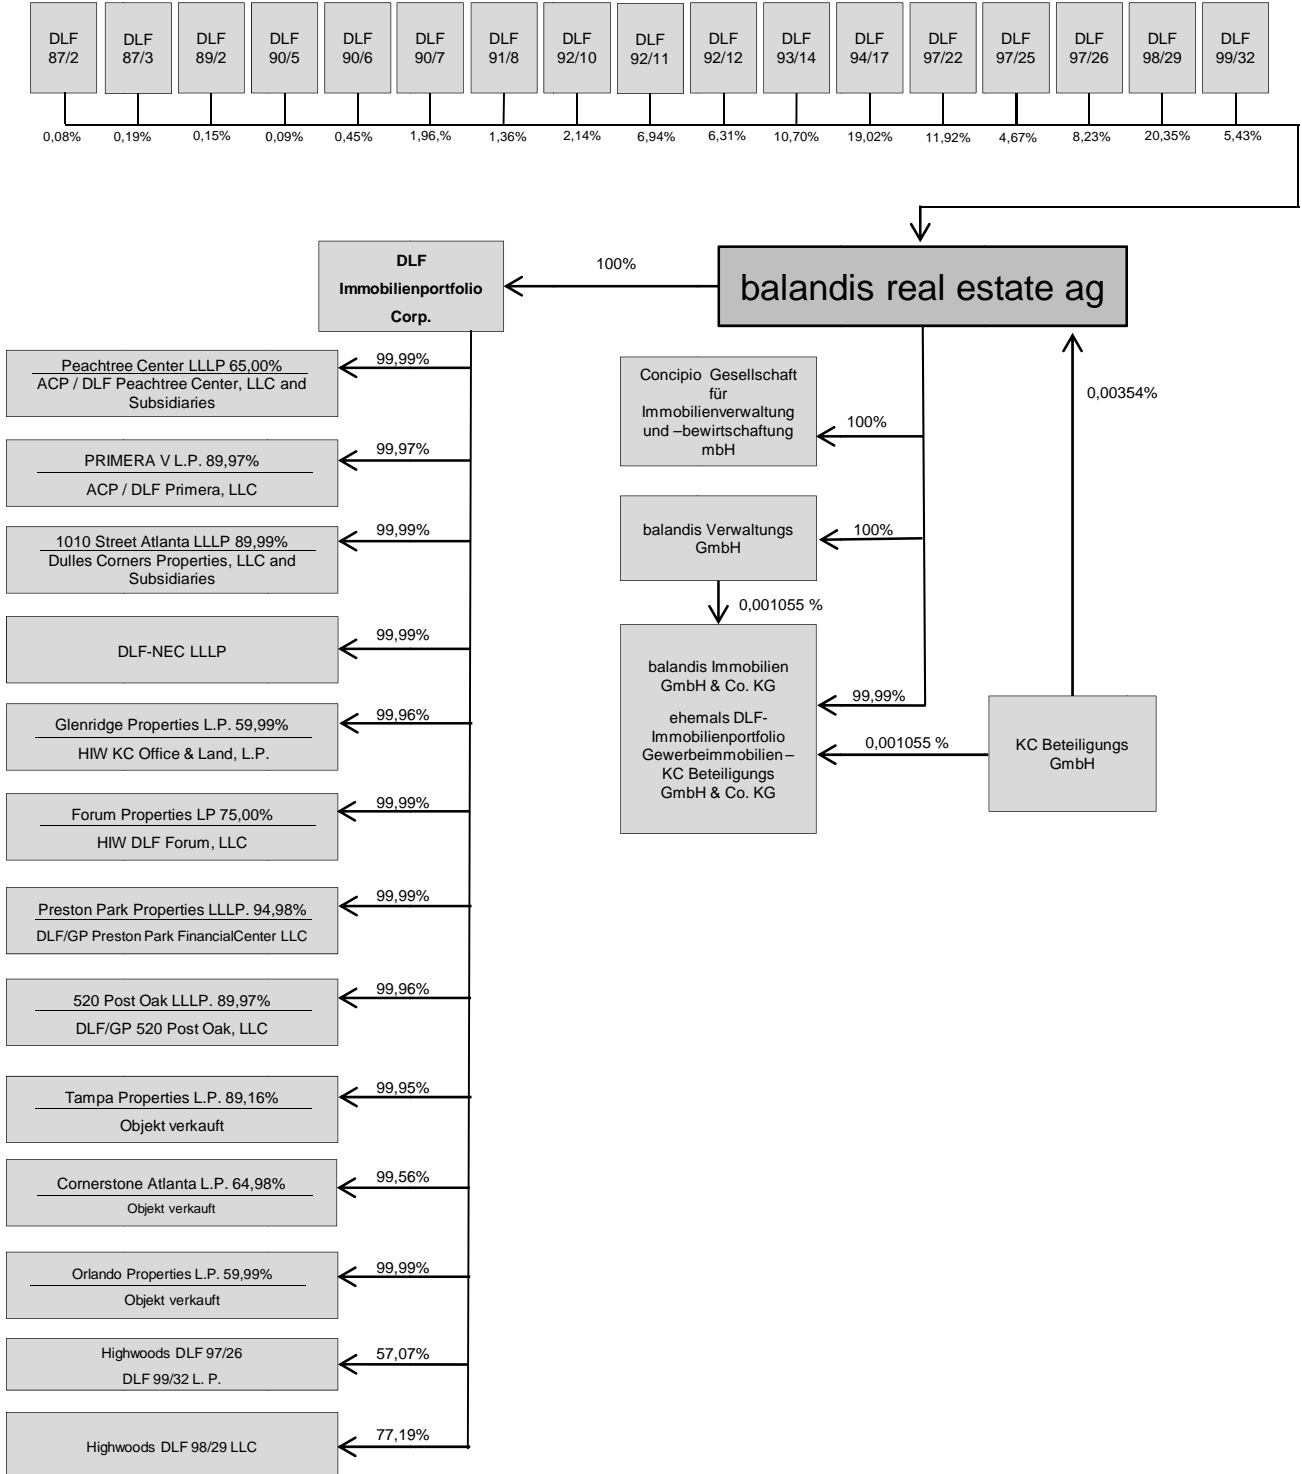 DLF
87/2
DLF
87/3
DLF
89/2
DLF
90/5
DLF
90/6
DLF
90/7
DLF
91/8
DLF
92/10
DLF
92/11
DLF
92/12
DLF
93/14
DLF
94/17
DLF
97/22
DLF
97/25
DLF
97/26
DLF
98/29
DLF
99/32
0,08%
0,19%
0,15%
0,09%
0,45%
1,96,%
1,36%
2,14%
6,94%
6,31%
10,70%
19,02%
11,92%
4,67%
8,23%
20,35%
5,43%
DLF
Immobilienportfolio
Corp.
100%
balandis real estate ag
Peachtree Center LLLP 65,00%
ACP / DLF Peachtree Center, LLC and
Subsidiaries
99,99%
PRIMERA V L.P. 89,97%
ACP / DLF Primera, LLC
99,97%
1010 Street Atlanta LLLP 89,99%
Dulles Corners Properties, LLC and
Subsidiaries
99,99%
DLF-NEC LLLP
99,99%
Glenridge Properties L.P. 59,99%
HIW KC Office & Land, L.P.
99,96%
Forum Properties LP 75,00%
HIW DLF Forum, LLC
99,99%
Preston Park Properties LLLP. 94,98%
DLF/GP Preston Park FinancialCenter LLC
99,99%
520 Post Oak LLLP. 89,97%
DLF/GP 520 Post Oak, LLC
99,96%
Tampa Properties L.P. 89,16%
Objekt verkauft
99,95%
Cornerstone Atlanta L.P. 64,98%
Objekt verkauft
99,56%
Orlando Properties L.P. 59,99%
Objekt verkauft
99,99%
Highwoods DLF 97/26
DLF 99/32 L. P.
57,07%
Highwoods DLF 98/29 LLC
77,19%
Concipio Gesellschaft
für
Immobilienverwaltung
und –bewirtschaftung
mbH
100%
balandis Verwaltungs
GmbH
100%
0,001055 %
balandis Immobilien
GmbH & Co. KG
ehemals DLF-
Immobilienportfolio
Gewerbeimmobilien –
KC Beteiligungs
GmbH & Co. KG
99,99%
0,001055 %
KC Beteiligungs
GmbH
0,00354%